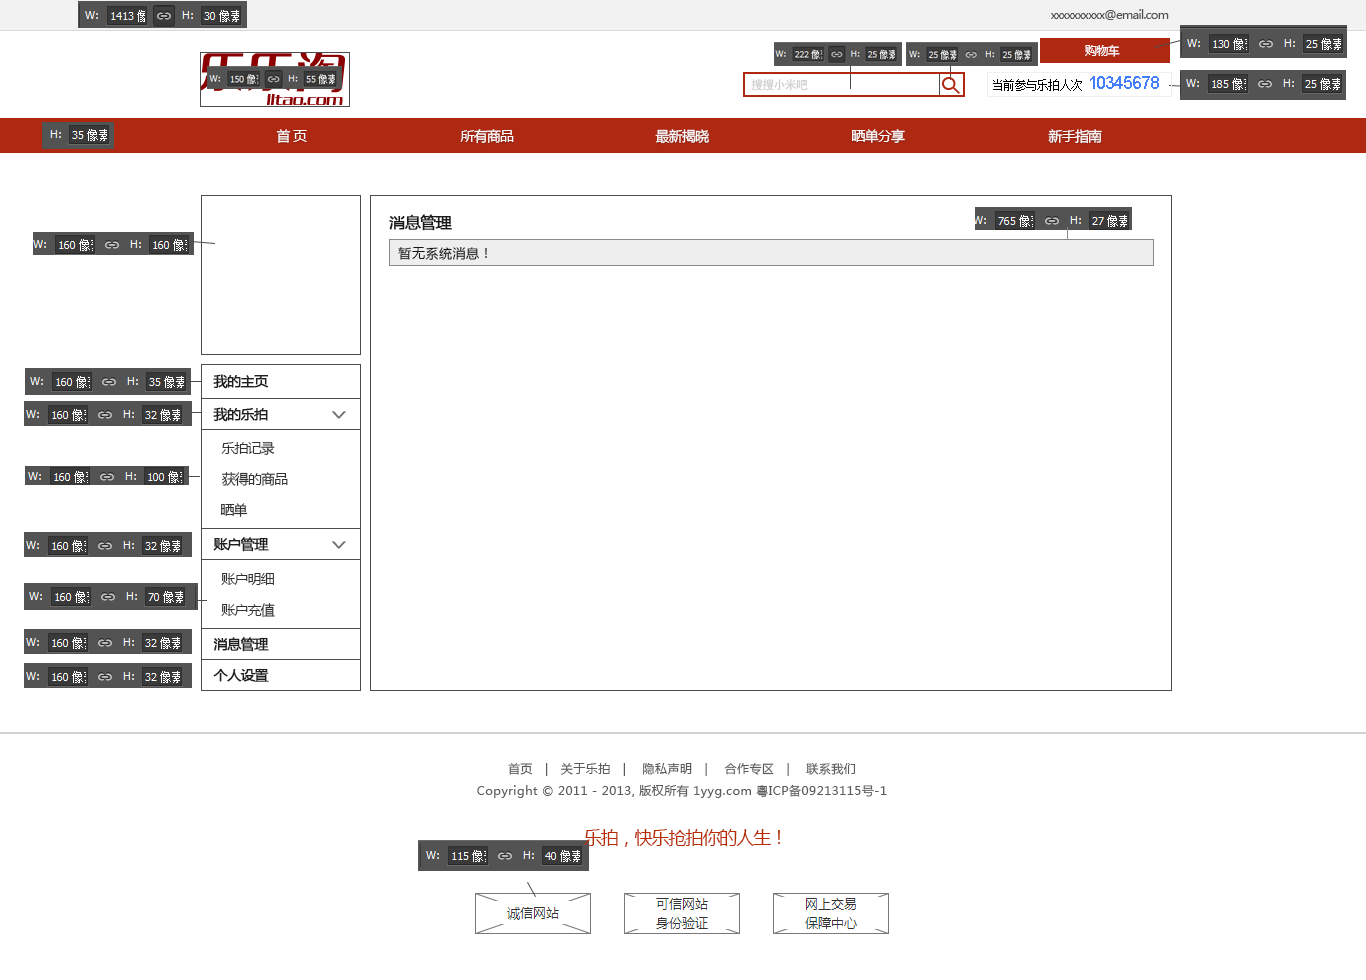 W: 1413 像 H: 30 像素
xxxxxxxxxx@email.com
乐乐淘
lltao.com
W: 150 像 H: 55 像素
W: 222 像 H: 25 像素
W: 25 像素 H: 25 像素
购物车
W: 130 像 H: 25 像素
搜搜小米吧
当前参与乐拍人次 10345678
W: 185 像 H: 25 像素
H: 35 像素
首 页 所有商品 最新揭晓 晒单分享 新手指南
消息管理
W: 765 像 H: 27 像素
暂无系统消息！
W: 160 像 H: 160 像
W: 160 像 H: 35 像素
我的主页
W: 160 像 H: 32 像素
我的乐拍
乐拍记录
W: 160 像 H: 100 像
获得的商品
晒单
W: 160 像 H: 32 像素
账户管理
账户明细
W: 160 像 H: 70 像素
账户充值
W: 160 像 H: 32 像素
消息管理
W: 160 像 H: 32 像素
个人设置
首页 | 关于乐拍 | 隐私声明 | 合作专区 | 联系我们
Copyright © 2011 - 2013, 版权所有 1yyg.com 粤ICP备09213115号-1
乐拍，快乐抢拍你的人生！
W: 115 像 H: 40 像素
诚信网站
可信网站
身份验证
网上交易
保障中心